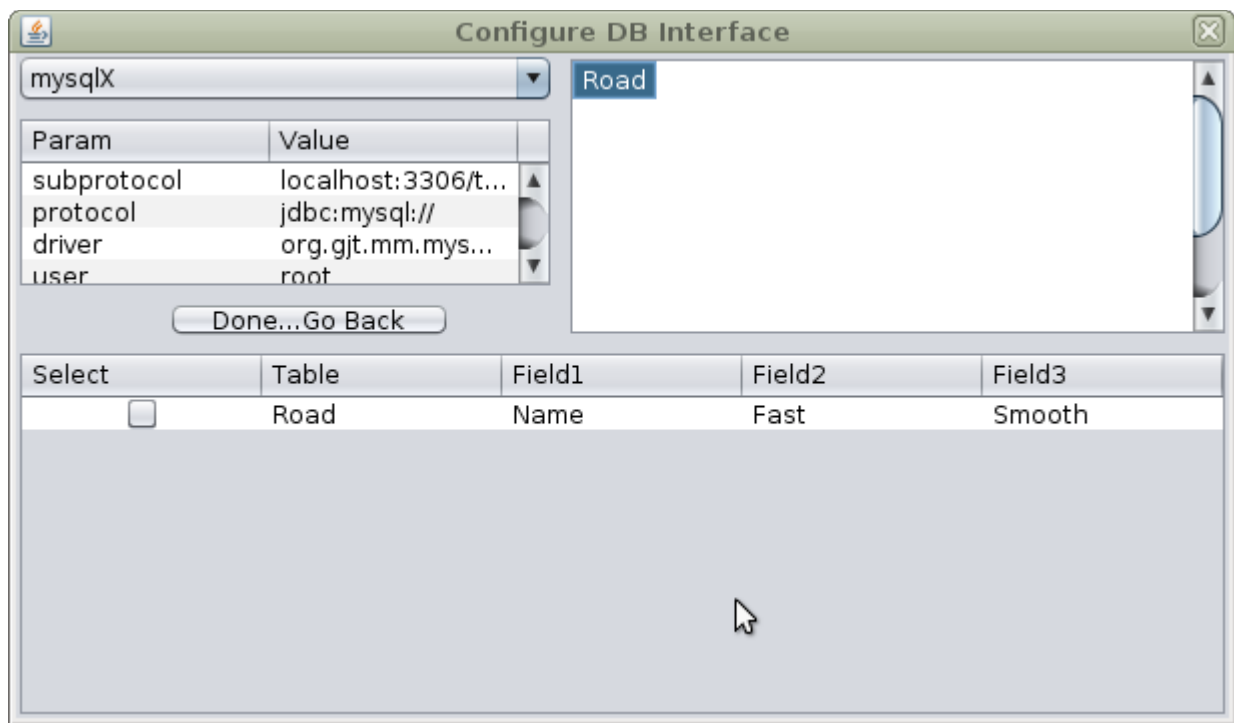 Configure DB Interface
mysqlX
Road
Param Value
subprotocol localhost:3306/t...
protocol jdbc:mysql://
driver org.gjt.mm.mys...
user root
Done...Go Back
Select Table Field1 Field2 Field3
Road Name Fast Smooth